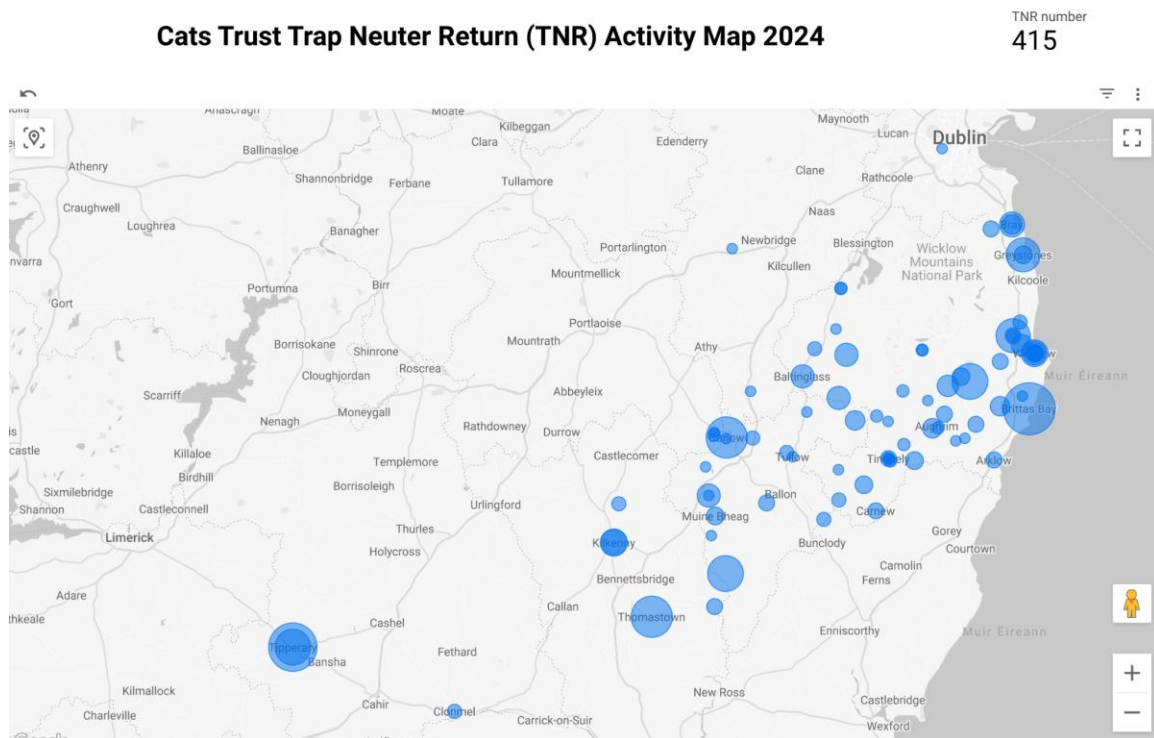 Cats Trust Trap Neuter Return (TNR) Activity Map 2024
TNR number
415
Moate
Kilbeggan
Edenderry
Maynooth
Lucan
Dublin
Ballinasloe
Clara
Athenry
Shannonbridge
Ferbane
Tullamore
Clane
Rathcoole
Craughwell
Loughrea
Banagher
Naas
Bray
Portarlington
Newbridge
Blessington
Wicklow
Mountains
National Park
Greystones
Kilcullen
Mountmellick
Kilcoole
Gort
Portumna
Birr
Portlaoise
Borrisokane
Shinrone
Mountrath
Athy
Cloughjordan
Roscrea
Baltinglass
Muir Éireann
Scarriff
Abbeyleix
Nenagh
Moneygall
Rathdowney
Durrow
Brittas Bay
Aughrim
Killaloe
Castlecomer
Tullow
Arklow
Birdhill
Templemore
Sixmilebridge
Borrisoleigh
Urlingford
Ballon
Shannon
Castleconnell
Muine Bheag
Carnew
Limerick
Thurles
Gorey
Holycross
Kilkenny
Bunclody
Courtown
Bennettsbridge
Camolin
Ferns
Adare
Callan
Thomastown
Cashel
Enniscorthy
Muir Éireann
Tipperary
Bansha
Fethard
Kilmallock
New Ross
Castlebridge
Cahir
Clonmel
Charleville
Carrick-on-Suir
Wexford